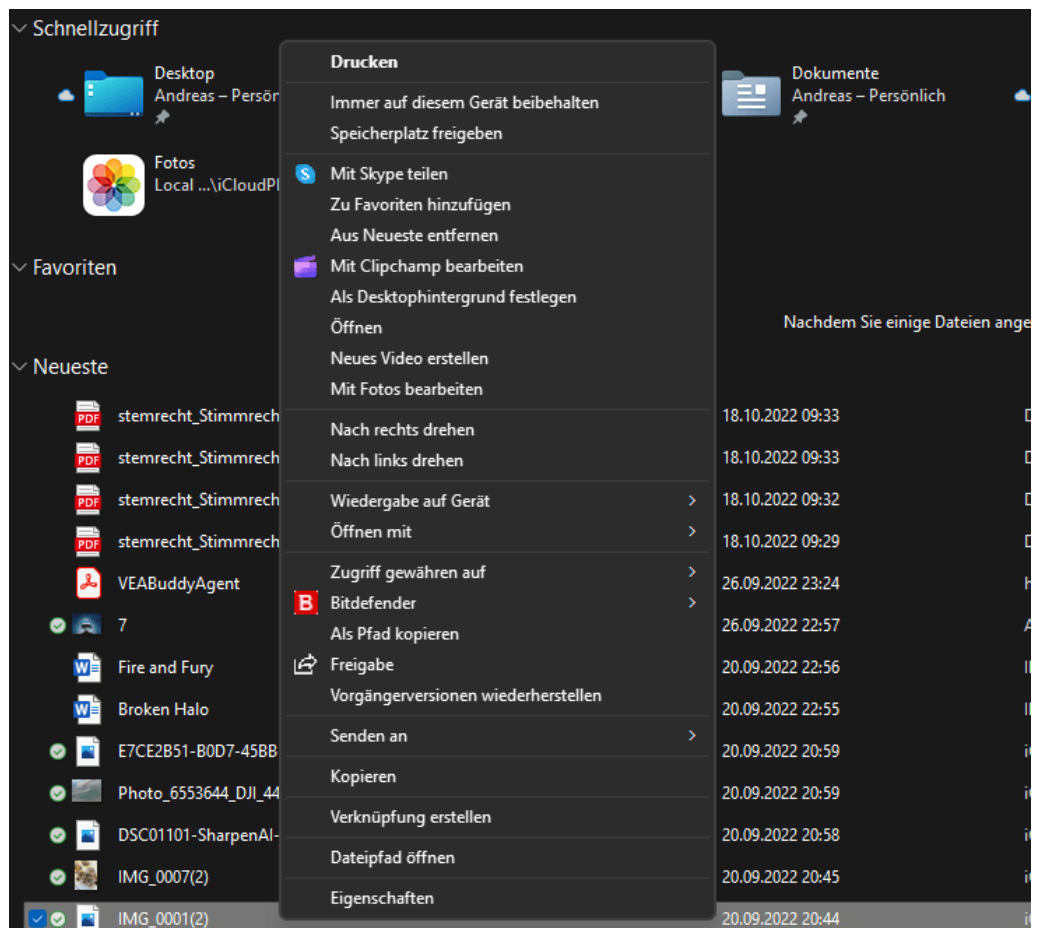 Schnellzugriff
Desktop
Andreas – Persön
Dokumente
Andreas – Persönlich
Fotos
Local ...\iCloudPl
Favoriten
Nachdem Sie einige Dateien ange
Neueste
stemrecht_Stimmrech 18.10.2022 09:33
stemrecht_Stimmrech 18.10.2022 09:33
stemrecht_Stimmrech 18.10.2022 09:32
stemrecht_Stimmrech 18.10.2022 09:29
VEABuddyAgent 26.09.2022 23:24
7 26.09.2022 22:57
Fire and Fury 20.09.2022 22:56
Broken Halo 20.09.2022 22:55
E7CE2B51-B0D7-45BB 20.09.2022 20:59
Photo_6553644_DJI_44 20.09.2022 20:59
DSC01101-SharpenAI- 20.09.2022 20:58
IMG_0007(2) 20.09.2022 20:45
IMG_0001(2) 20.09.2022 20:44
Drucken
Immer auf diesem Gerät beibehalten
Speicherplatz freigeben
Mit Skype teilen
Zu Favoriten hinzufügen
Aus Neueste entfernen
Mit Clipchamp bearbeiten
Als Desktophintergrund festlegen
Öffnen
Neues Video erstellen
Mit Fotos bearbeiten
Nach rechts drehen
Nach links drehen
Wiedergabe auf Gerät
Öffnen mit
Zugriff gewähren auf
Bitdefender
Als Pfad kopieren
Freigabe
Vorgängerversionen wiederherstellen
Senden an
Kopieren
Verknüpfung erstellen
Dateipfad öffnen
Eigenschaften